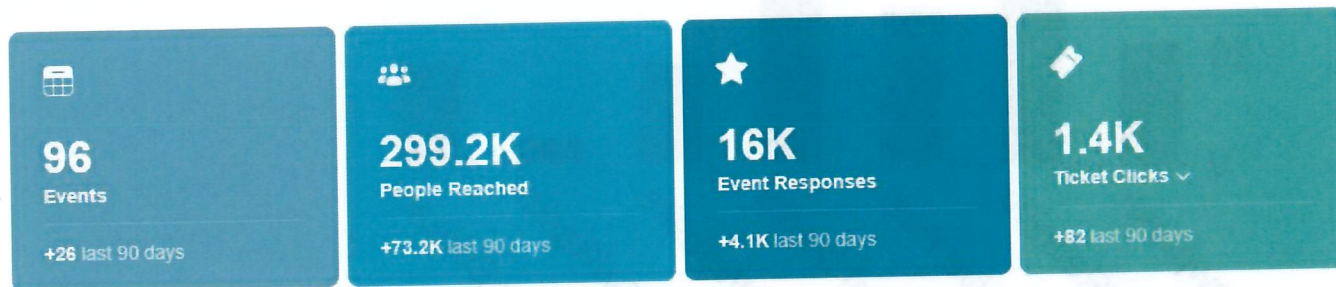 96
Events
+26 last 90 days
299.2K
People Reached
+73.2K last 90 days
16K
Event Responses
+4.1K last 90 days
1.4K
Ticket Clicks
+82 last 90 days